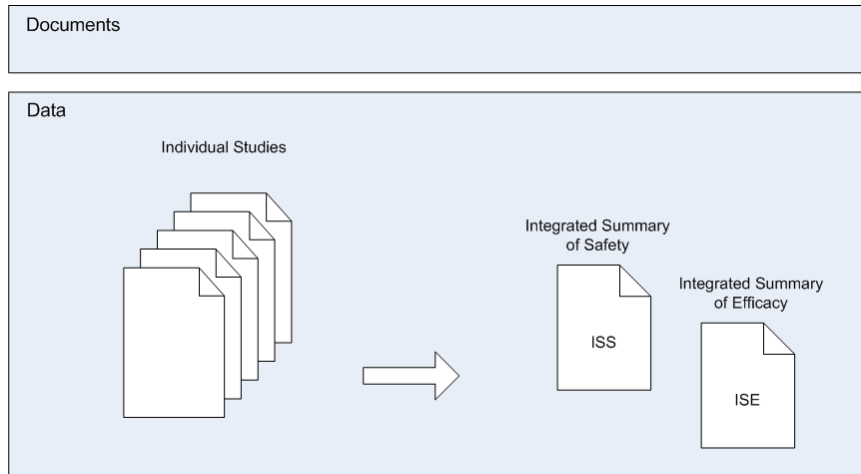 Documents
Data
Individual Studies
Integrated Summary
of Safety
ISS
Integrated Summary
of Efficacy
ISE